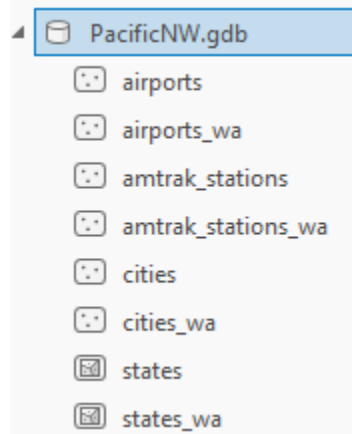 PacificNW.gdb
airports
airports_wa
amtrak_stations
amtrak_stations_wa
cities
cities_wa
states
states_wa